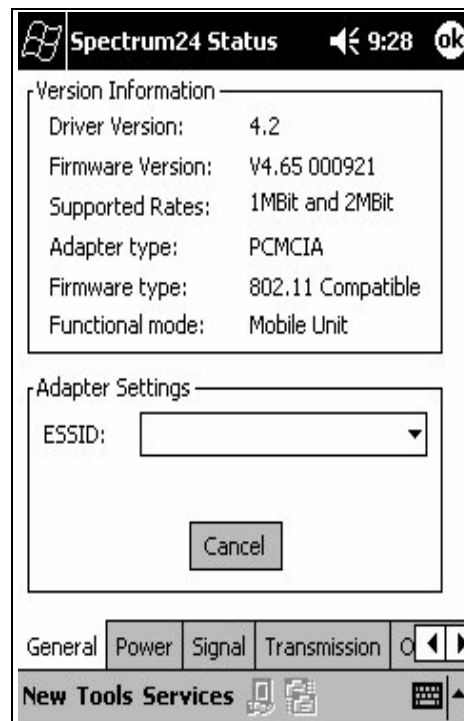 Spectrum24 Status 9:28 ok
Version Information
Driver Version: 4.2
Firmware Version: V4.65 000921
Supported Rates: 1MBit and 2MBit
Adapter type: PCMCIA
Firmware type: 802.11 Compatible
Functional mode: Mobile Unit
Adapter Settings
ESSID:
Cancel
General Power Signal Transmission
New Tools Services